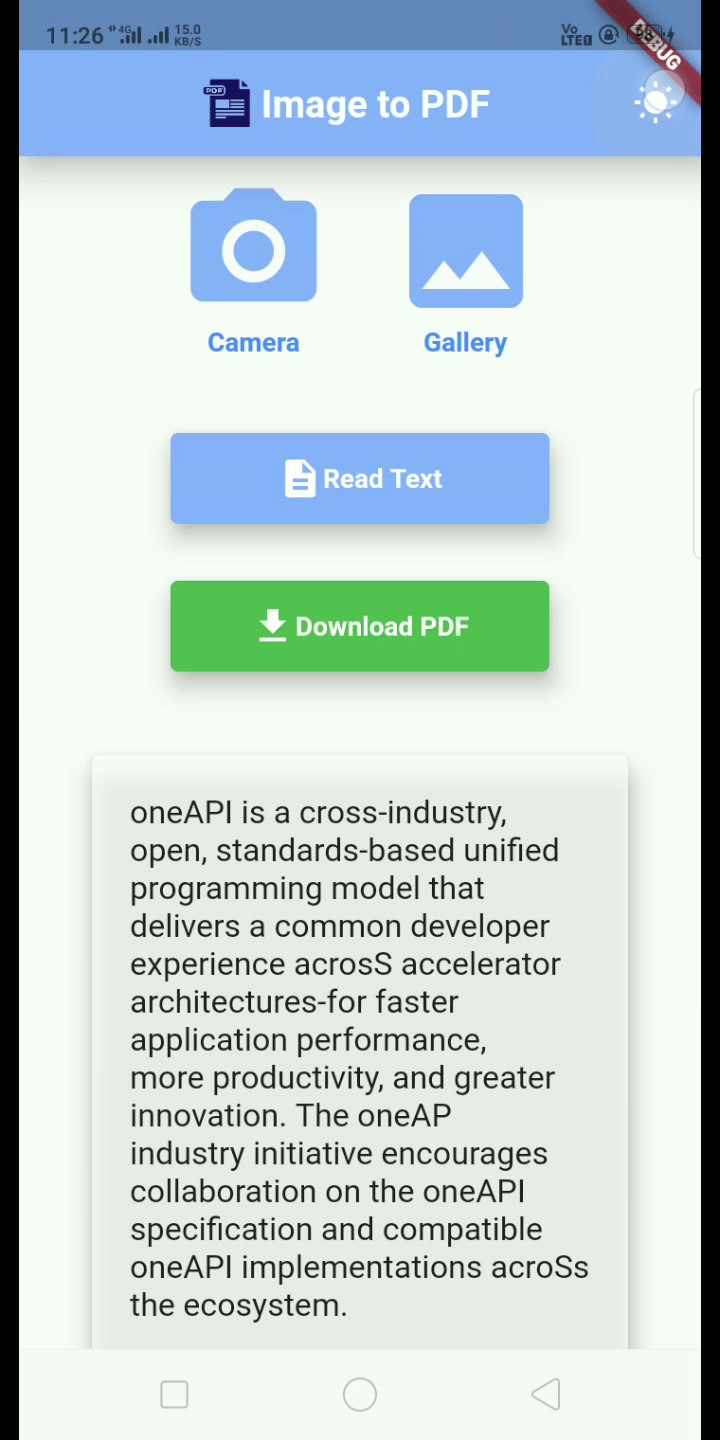 11:26 4G 15.0 KB/S Vo LTE
DEBUG
PDF Image to PDF
Camera Gallery
Read Text
Download PDF
oneAPI is a cross-industry,
open, standards-based unified
programming model that
delivers a common developer
experience acrosS accelerator
architectures-for faster
application performance,
more productivity, and greater
innovation. The oneAP
industry initiative encourages
collaboration on the oneAPI
specification and compatible
oneAPI implementations acroSs
the ecosystem.